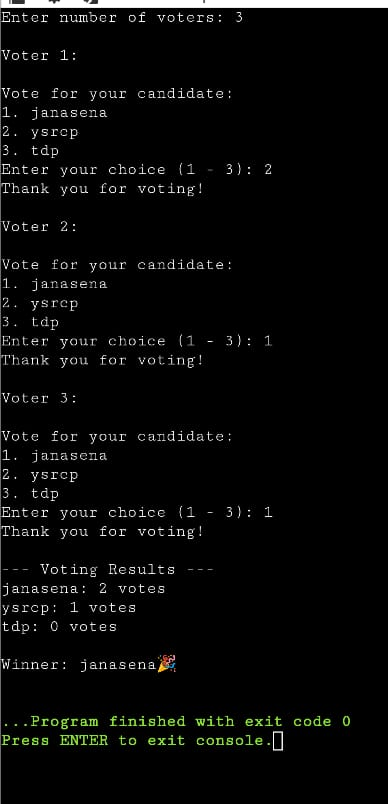 Enter number of voters: 3
Voter 1:
Vote for your candidate:
1. janasena
2. ysrcp
3. tdp
Enter your choice (1 - 3): 2
Thank you for voting!
Voter 2:
Vote for your candidate:
1. janasena
2. ysrcp
3. tdp
Enter your choice (1 - 3): 1
Thank you for voting!
Voter 3:
Vote for your candidate:
1. janasena
2. ysrcp
3. tdp
Enter your choice (1 - 3): 1
Thank you for voting!
--- Voting Results ---
janasena: 2 votes
ysrcp: 1 votes
tdp: 0 votes
Winner: janasena🎉
...Program finished with exit code 0
Press ENTER to exit console.